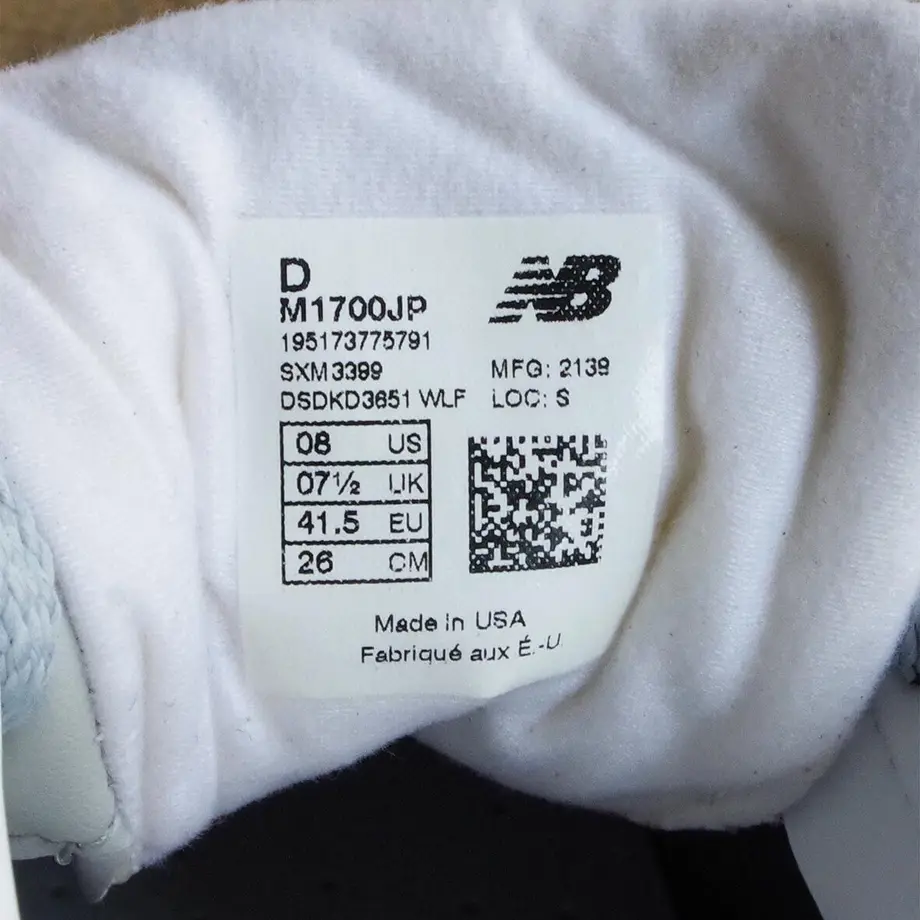 D
NB
M1700JP
195173775791
SXM3399
MFG: 2139
DSDKD3651 WLF
LOC: S
08 US
07½ UK
41.5 EU
26 CM
Made in USA
Fabriqué aux É.-U.